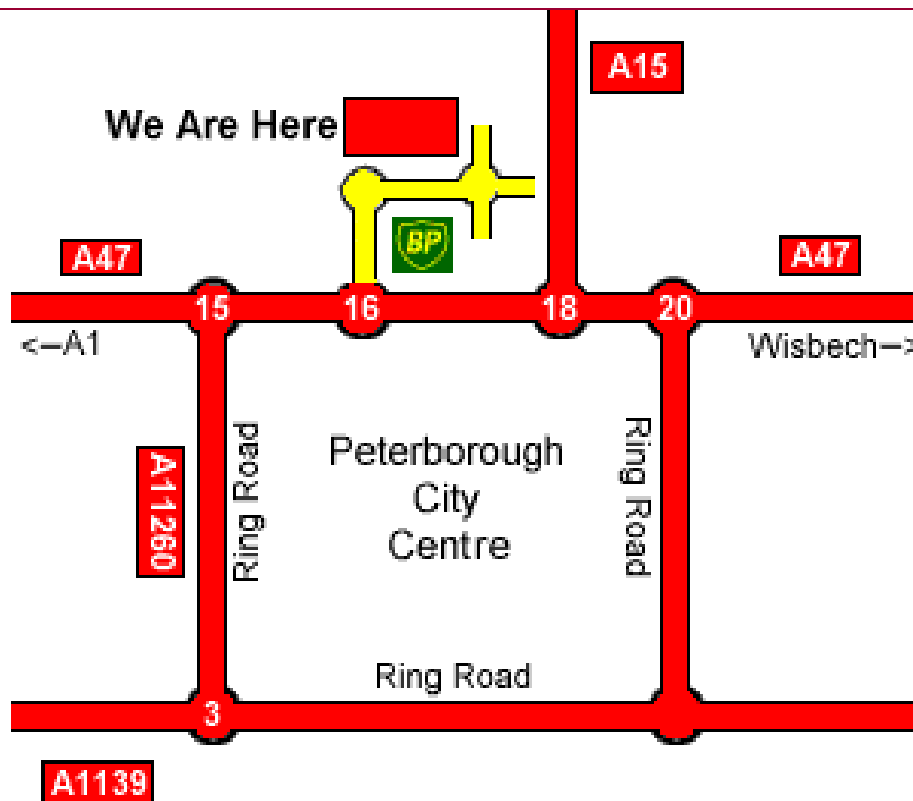 A15
We Are Here
BP
A47
A47
15
16
18
20
<—A1
Wisbech—>
A11260
Ring Road
Peterborough
City
Centre
Ring Road
Ring Road
3
A1139